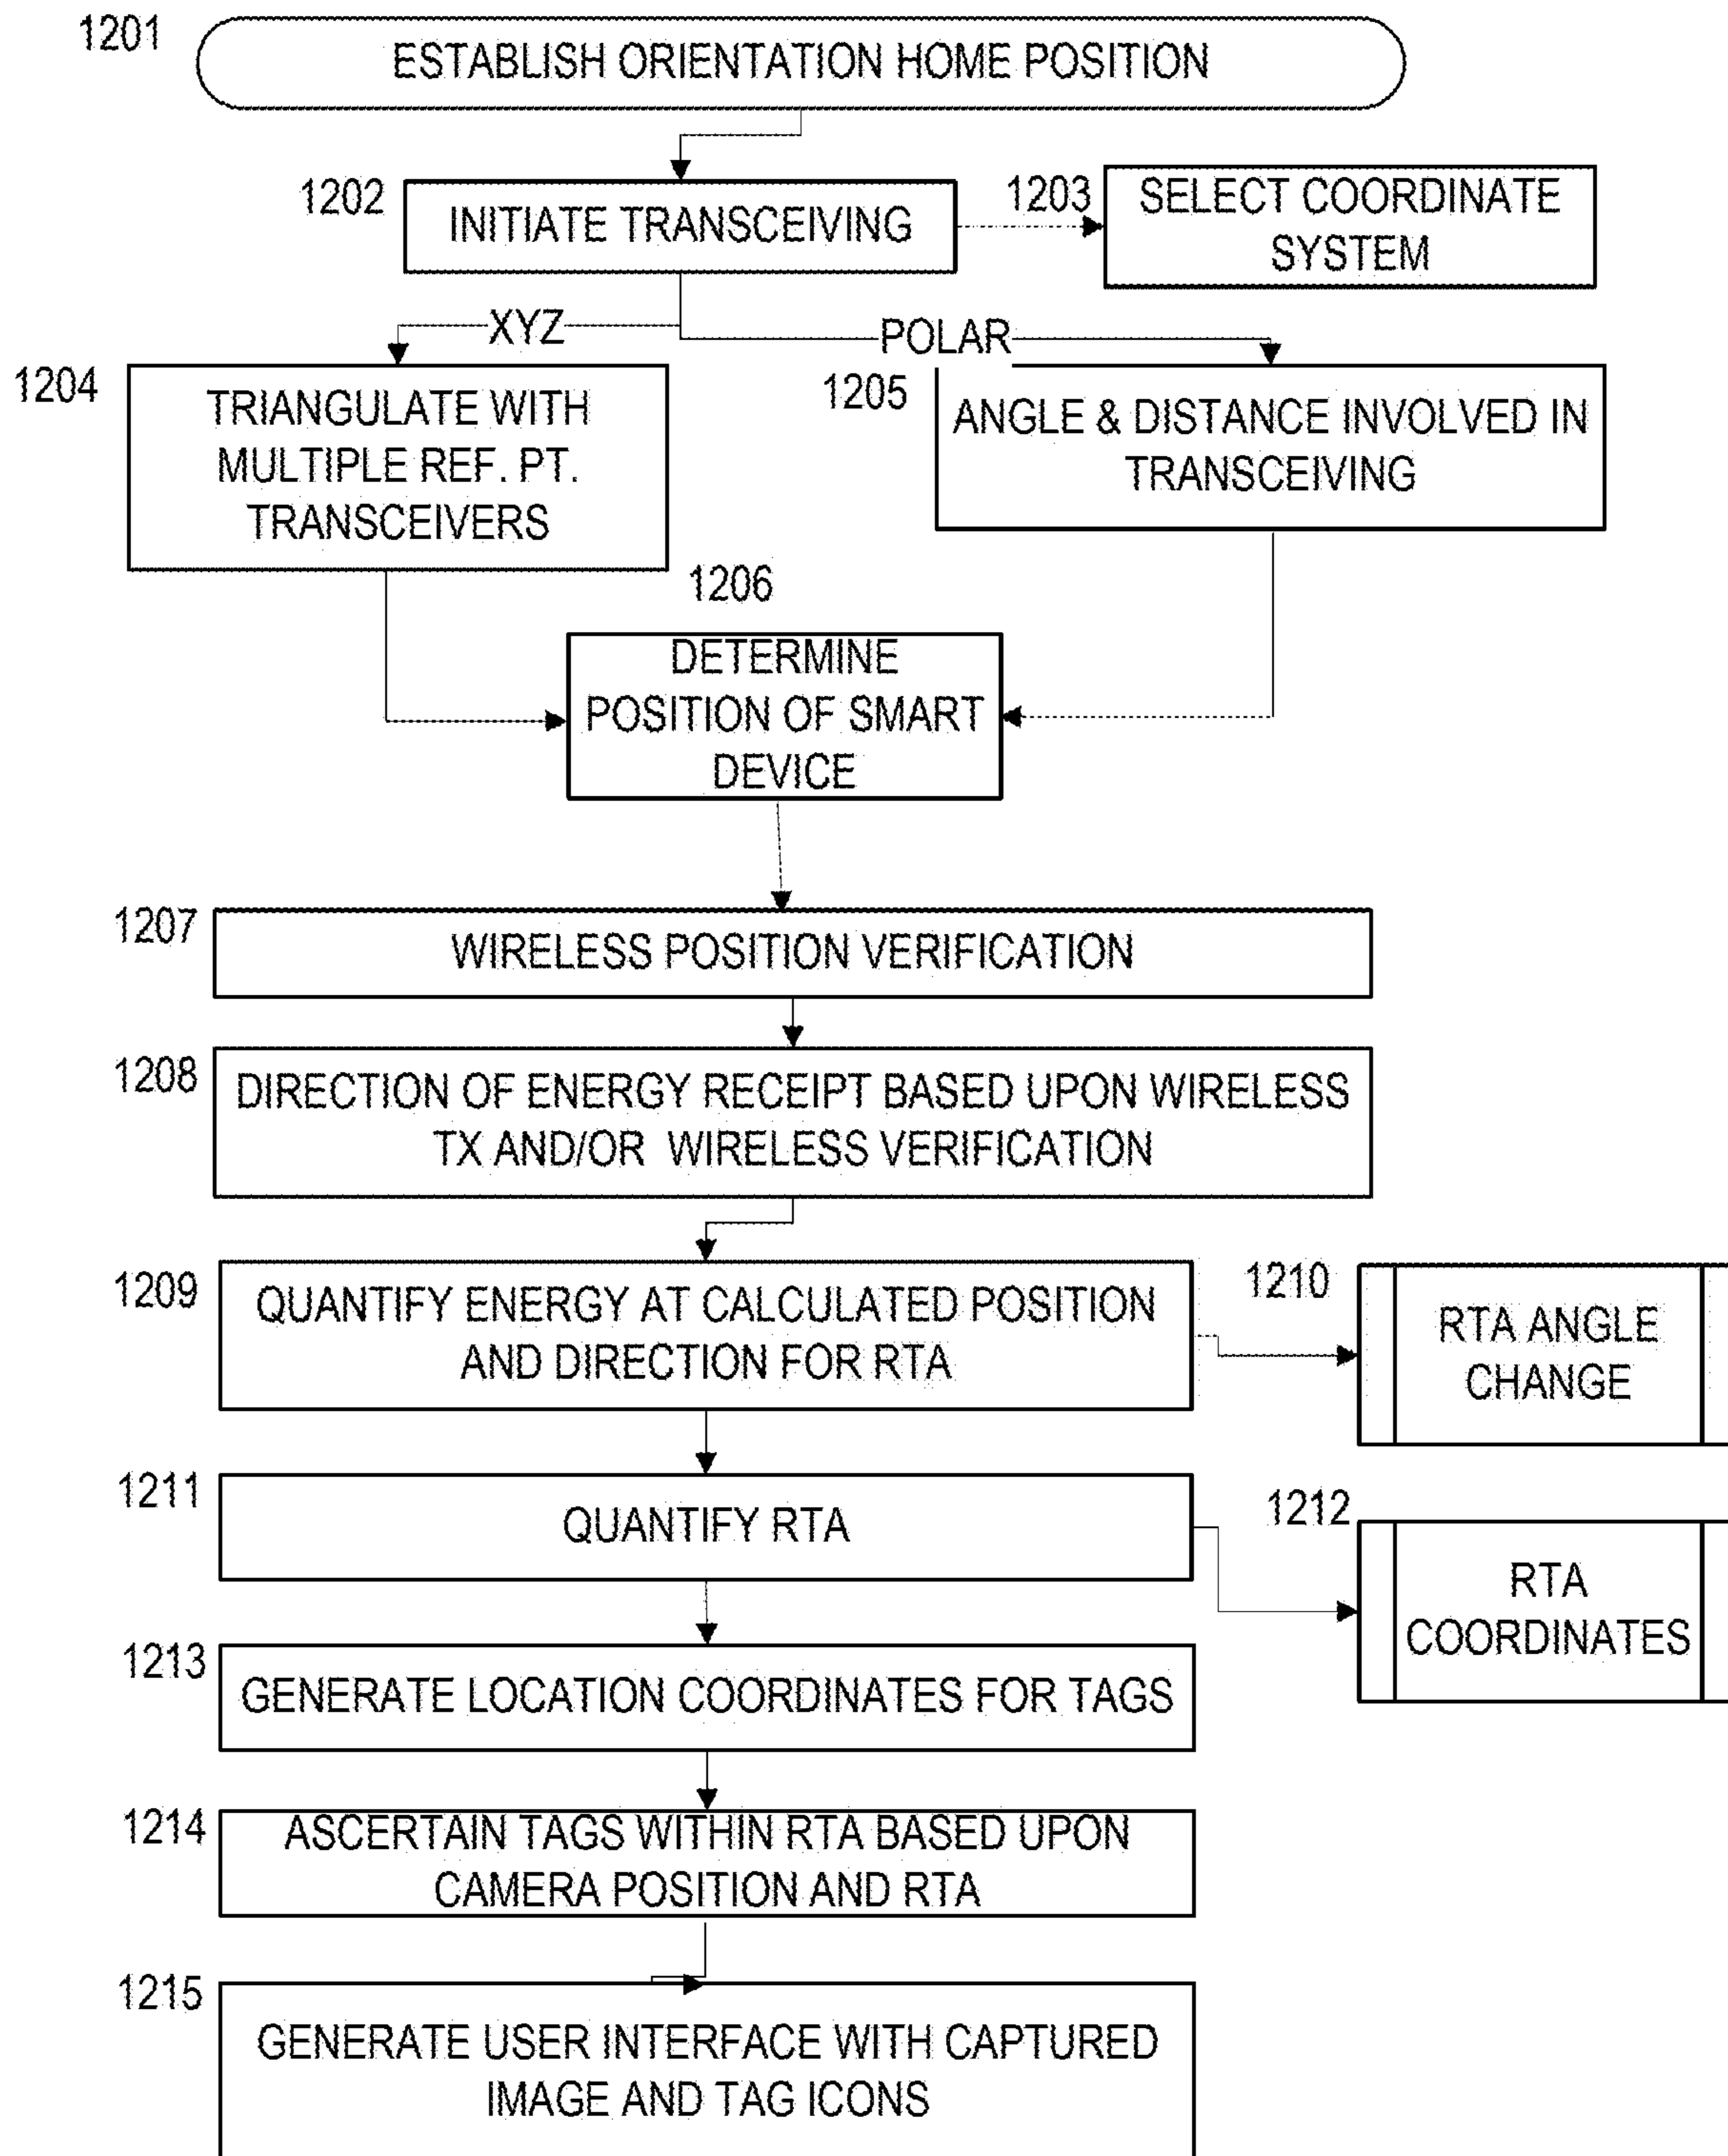 1201
ESTABLISH ORIENTATION HOME POSITION
1202
INITIATE TRANSCEIVING
1203
SELECT COORDINATE
SYSTEM
XYZ
POLAR
1204
TRIANGULATE WITH
MULTIPLE REF. PT.
TRANSCEIVERS
1205
ANGLE & DISTANCE INVOLVED IN
TRANSCEIVING
1206
DETERMINE
POSITION OF SMART
DEVICE
1207
WIRELESS POSITION VERIFICATION
1208
DIRECTION OF ENERGY RECEIPT BASED UPON WIRELESS
TX AND/OR WIRELESS VERIFICATION
1209
QUANTIFY ENERGY AT CALCULATED POSITION
AND DIRECTION FOR RTA
1210
RTA ANGLE
CHANGE
1211
QUANTIFY RTA
1212
RTA
COORDINATES
1213
GENERATE LOCATION COORDINATES FOR TAGS
1214
ASCERTAIN TAGS WITHIN RTA BASED UPON
CAMERA POSITION AND RTA
1215
GENERATE USER INTERFACE WITH CAPTURED
IMAGE AND TAG ICONS